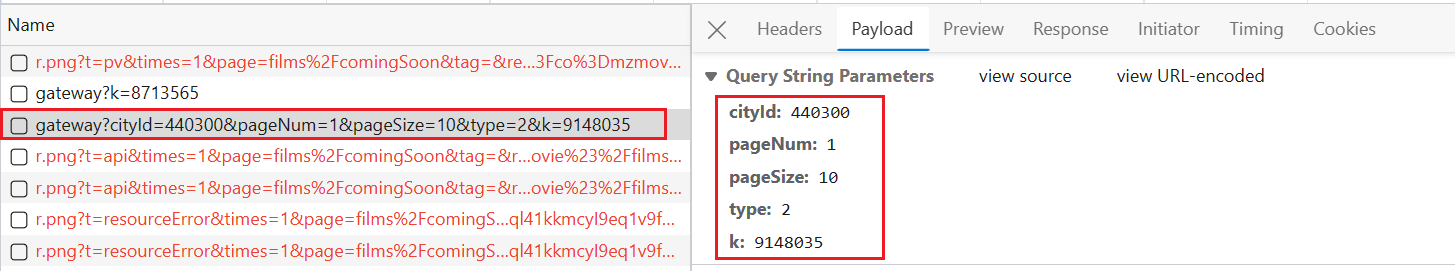 Name
r.png?t=pv&times=1&page=films%2FcomingSoon&tag=&re...3Fco%3Dmzmov...
gateway?k=8713565
gateway?cityId=440300&pageNum=1&pageSize=10&type=2&k=9148035
r.png?t=api&times=1&page=films%2FcomingSoon&tag=&r...ovie%23%2Ffilms...
r.png?t=api&times=1&page=films%2FcomingSoon&tag=&r...ovie%23%2Ffilms...
r.png?t=resourceError&times=1&page=films%2FcomingS...ql41kkmcyl9eq1v9f...
r.png?t=resourceError&times=1&page=films%2FcomingS...ql41kkmcyl9eq1v9f...
Headers Payload Preview Response Initiator Timing Cookies
Query String Parameters view source view URL-encoded
cityId: 440300
pageNum: 1
pageSize: 10
type: 2
k: 9148035